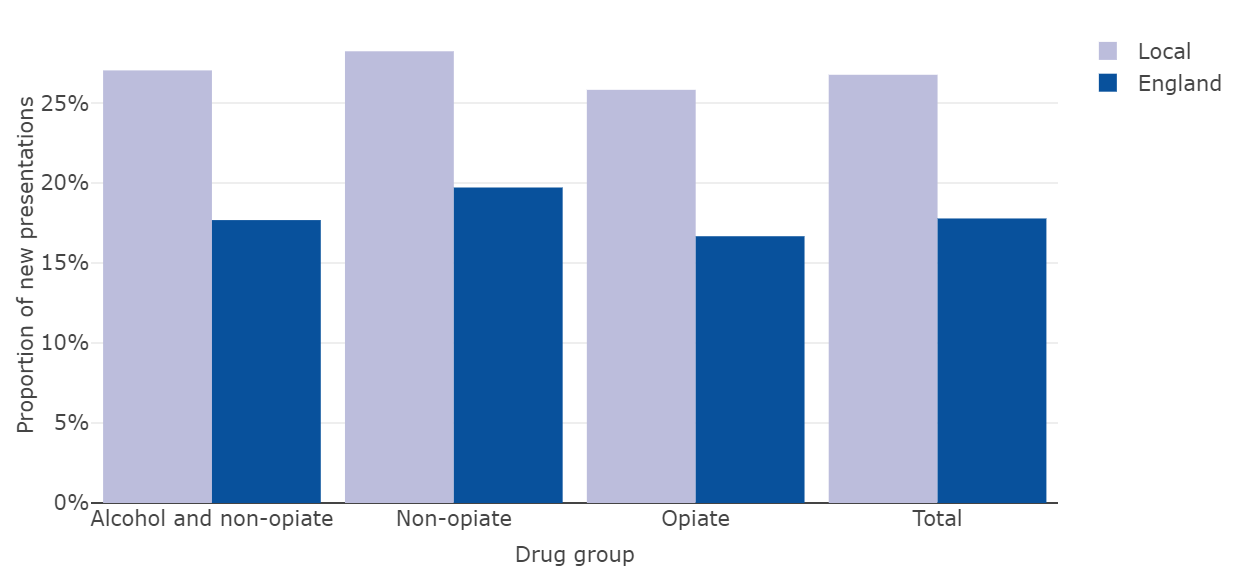 Local
England
Proportion of new presentations
25%
20%
15%
10%
5%
0%
Alcohol and non-opiate
Non-opiate
Opiate
Total
Drug group